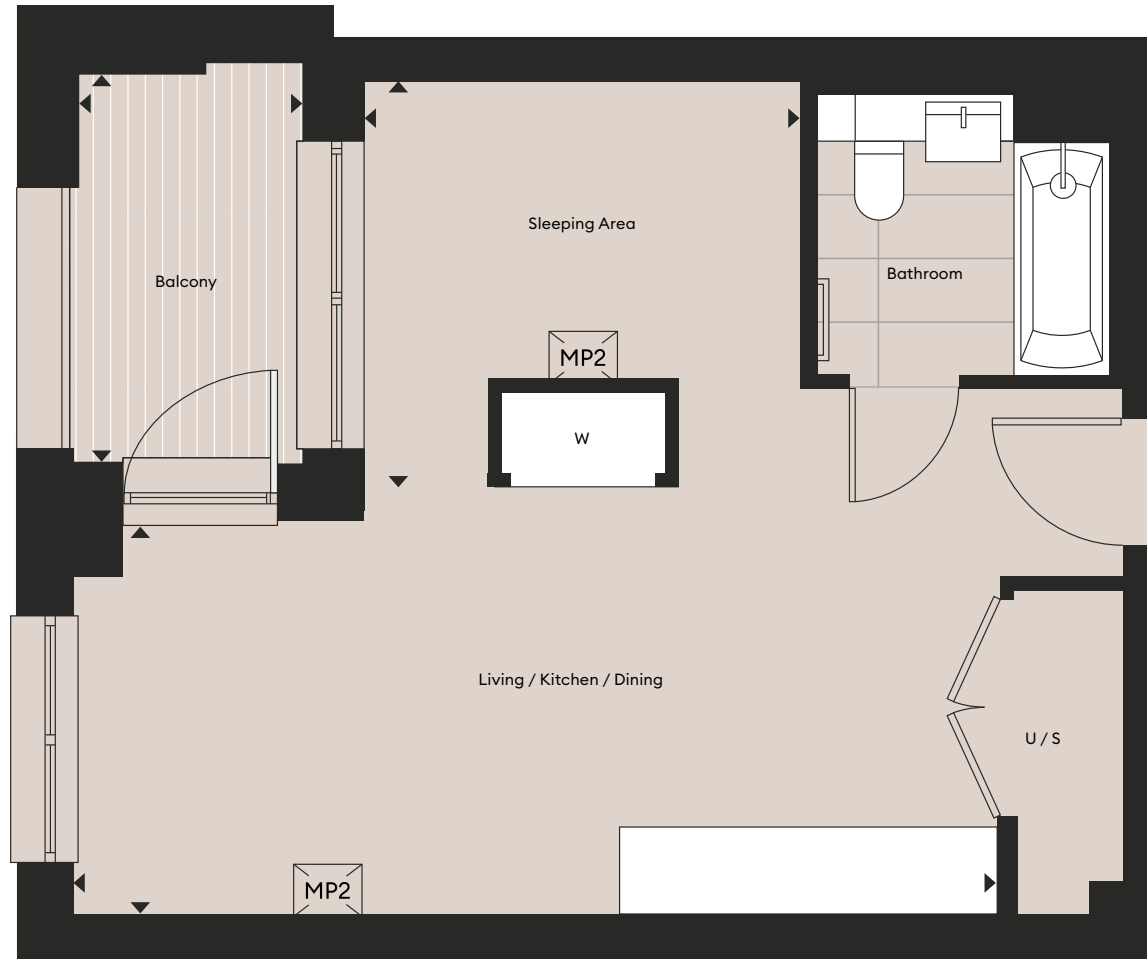 Sleeping Area
Bathroom
Balcony
MP2
W
Living / Kitchen / Dining
U / S
MP2